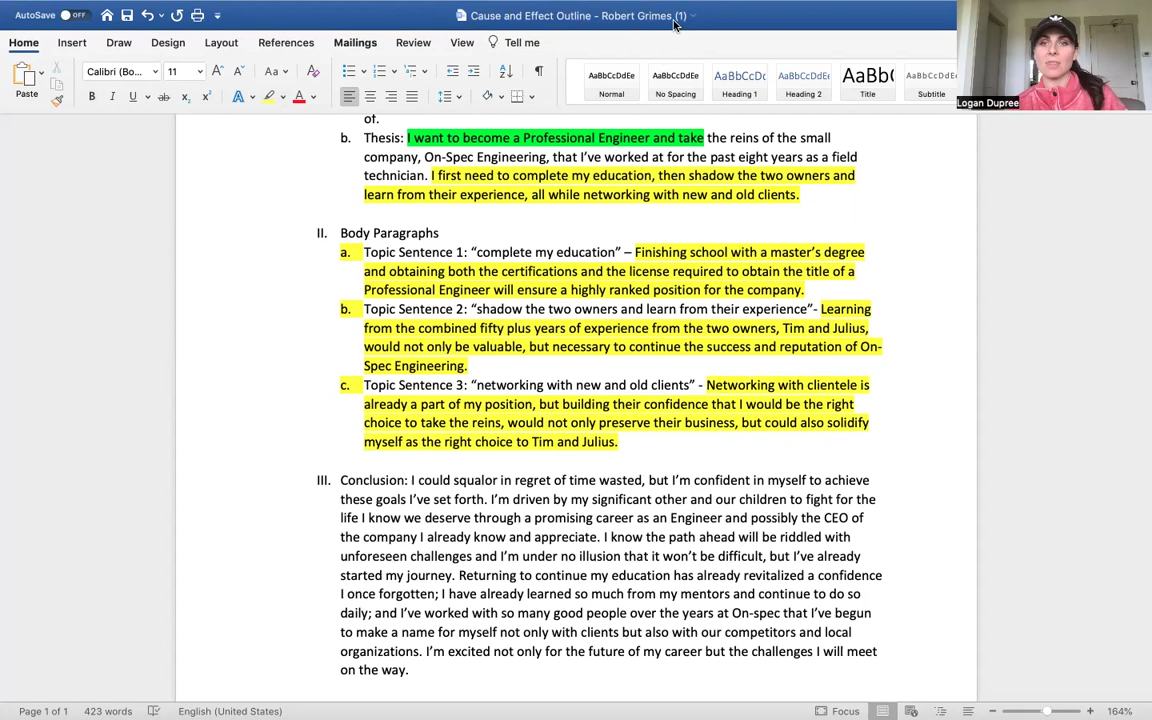 AutoSave OFF
Cause and Effect Outline - Robert Grimes (1)
Home Insert Draw Design Layout References Mailings Review View Tell me
Paste
Calibri (Bo... 11
Aa
B I U ab x₂ x² A A
AaBbCcDdEe AaBbCcDdEe AaBbCcDc AaBbCcDdEe AaBbC AaBbCcDdEe
Normal No Spacing Heading 1 Heading 2 Title Subtitle
Logan Dupree
of.
b. Thesis: I want to become a Professional Engineer and take the reins of the small
company, On-Spec Engineering, that I've worked at for the past eight years as a field
technician. I first need to complete my education, then shadow the two owners and
learn from their experience, all while networking with new and old clients.
II. Body Paragraphs
a. Topic Sentence 1: "complete my education" – Finishing school with a master's degree
and obtaining both the certifications and the license required to obtain the title of a
Professional Engineer will ensure a highly ranked position for the company.
b. Topic Sentence 2: "shadow the two owners and learn from their experience"- Learning
from the combined fifty plus years of experience from the two owners, Tim and Julius,
would not only be valuable, but necessary to continue the success and reputation of On-
Spec Engineering.
c. Topic Sentence 3: "networking with new and old clients" - Networking with clientele is
already a part of my position, but building their confidence that I would be the right
choice to take the reins, would not only preserve their business, but could also solidify
myself as the right choice to Tim and Julius.
III. Conclusion: I could squalor in regret of time wasted, but I'm confident in myself to achieve
these goals I've set forth. I'm driven by my significant other and our children to fight for the
life I know we deserve through a promising career as an Engineer and possibly the CEO of
the company I already know and appreciate. I know the path ahead will be riddled with
unforeseen challenges and I'm under no illusion that it won't be difficult, but I've already
started my journey. Returning to continue my education has already revitalized a confidence
I once forgotten; I have already learned so much from my mentors and continue to do so
daily; and I've worked with so many good people over the years at On-spec that I've begun
to make a name for myself not only with clients but also with our competitors and local
organizations. I'm excited not only for the future of my career but the challenges I will meet
on the way.
Page 1 of 1 423 words English (United States) Focus 164%